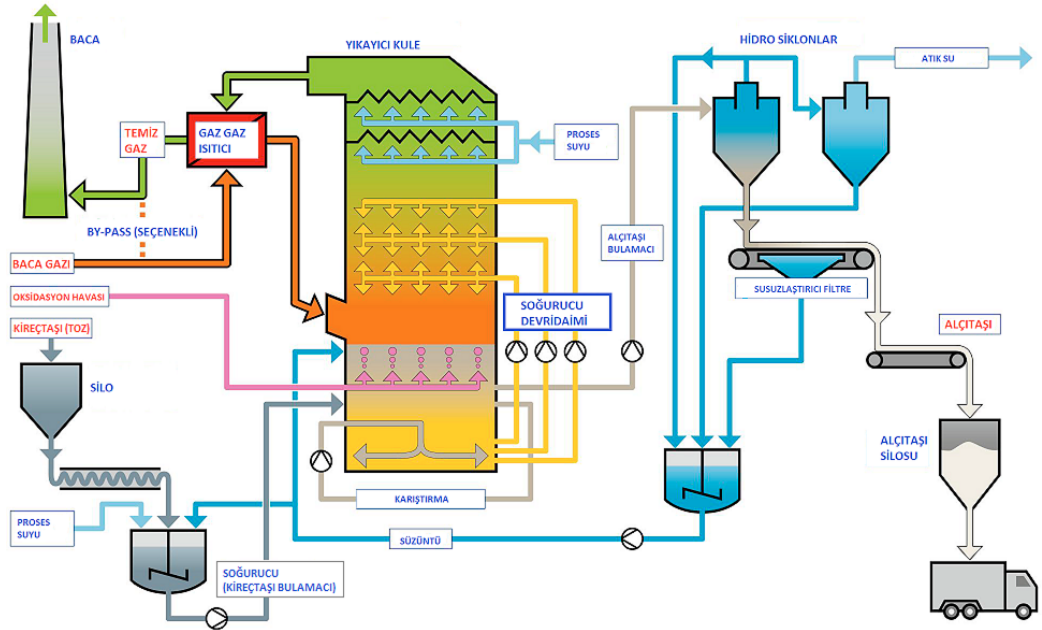 BACA
YIKAYICI KULE
HİDRO SİKLONLAR
ATIK SU
TEMİZ
GAZ
GAZ GAZ
ISITICI
PROSES
SUYU
BY-PASS (SEÇENEKLİ)
ALÇITAŞI
BULAMACI
BACA GAZI
OKSİDASYON HAVASI
SUSUZLAŞTIRICI FİLTRE
SOĞURUCU
DEVRİDAİMİ
KİREÇTAŞI (TOZ)
ALÇITAŞI
SİLO
ALÇITAŞI
SİLOSU
KARIŞTIRMA
PROSES
SUYU
SÜZÜNTÜ
SOĞURUCU
(KİREÇTAŞI BULAMACI)